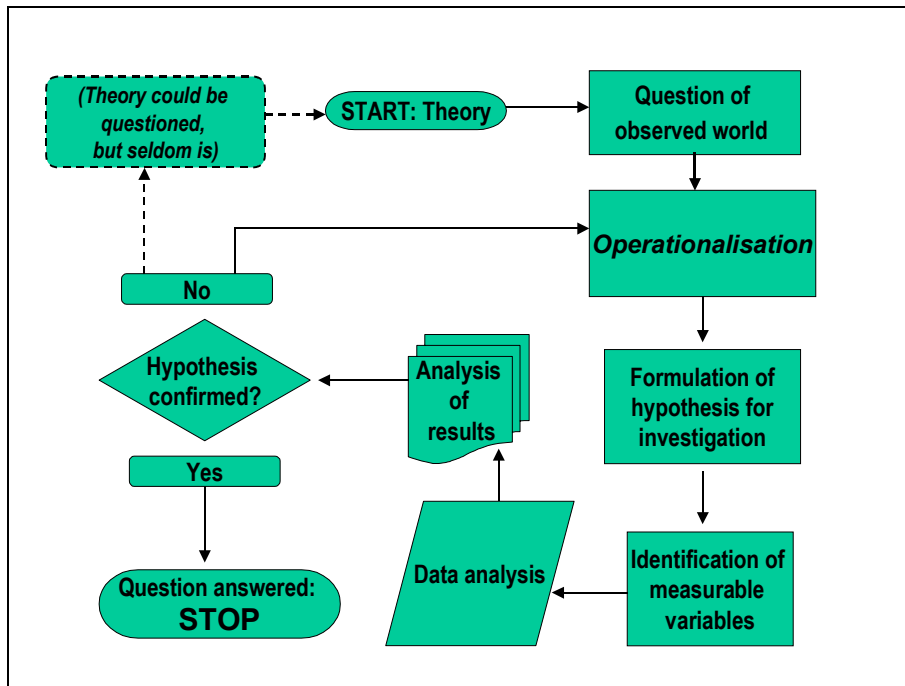 (Theory could be
questioned,
but seldom is)
START: Theory
Question of
observed world
Operationalisation
No
Hypothesis
confirmed?
Analysis
of
results
Formulation of
hypothesis for
investigation
Yes
Question answered:
STOP
Data analysis
Identification of
measurable
variables